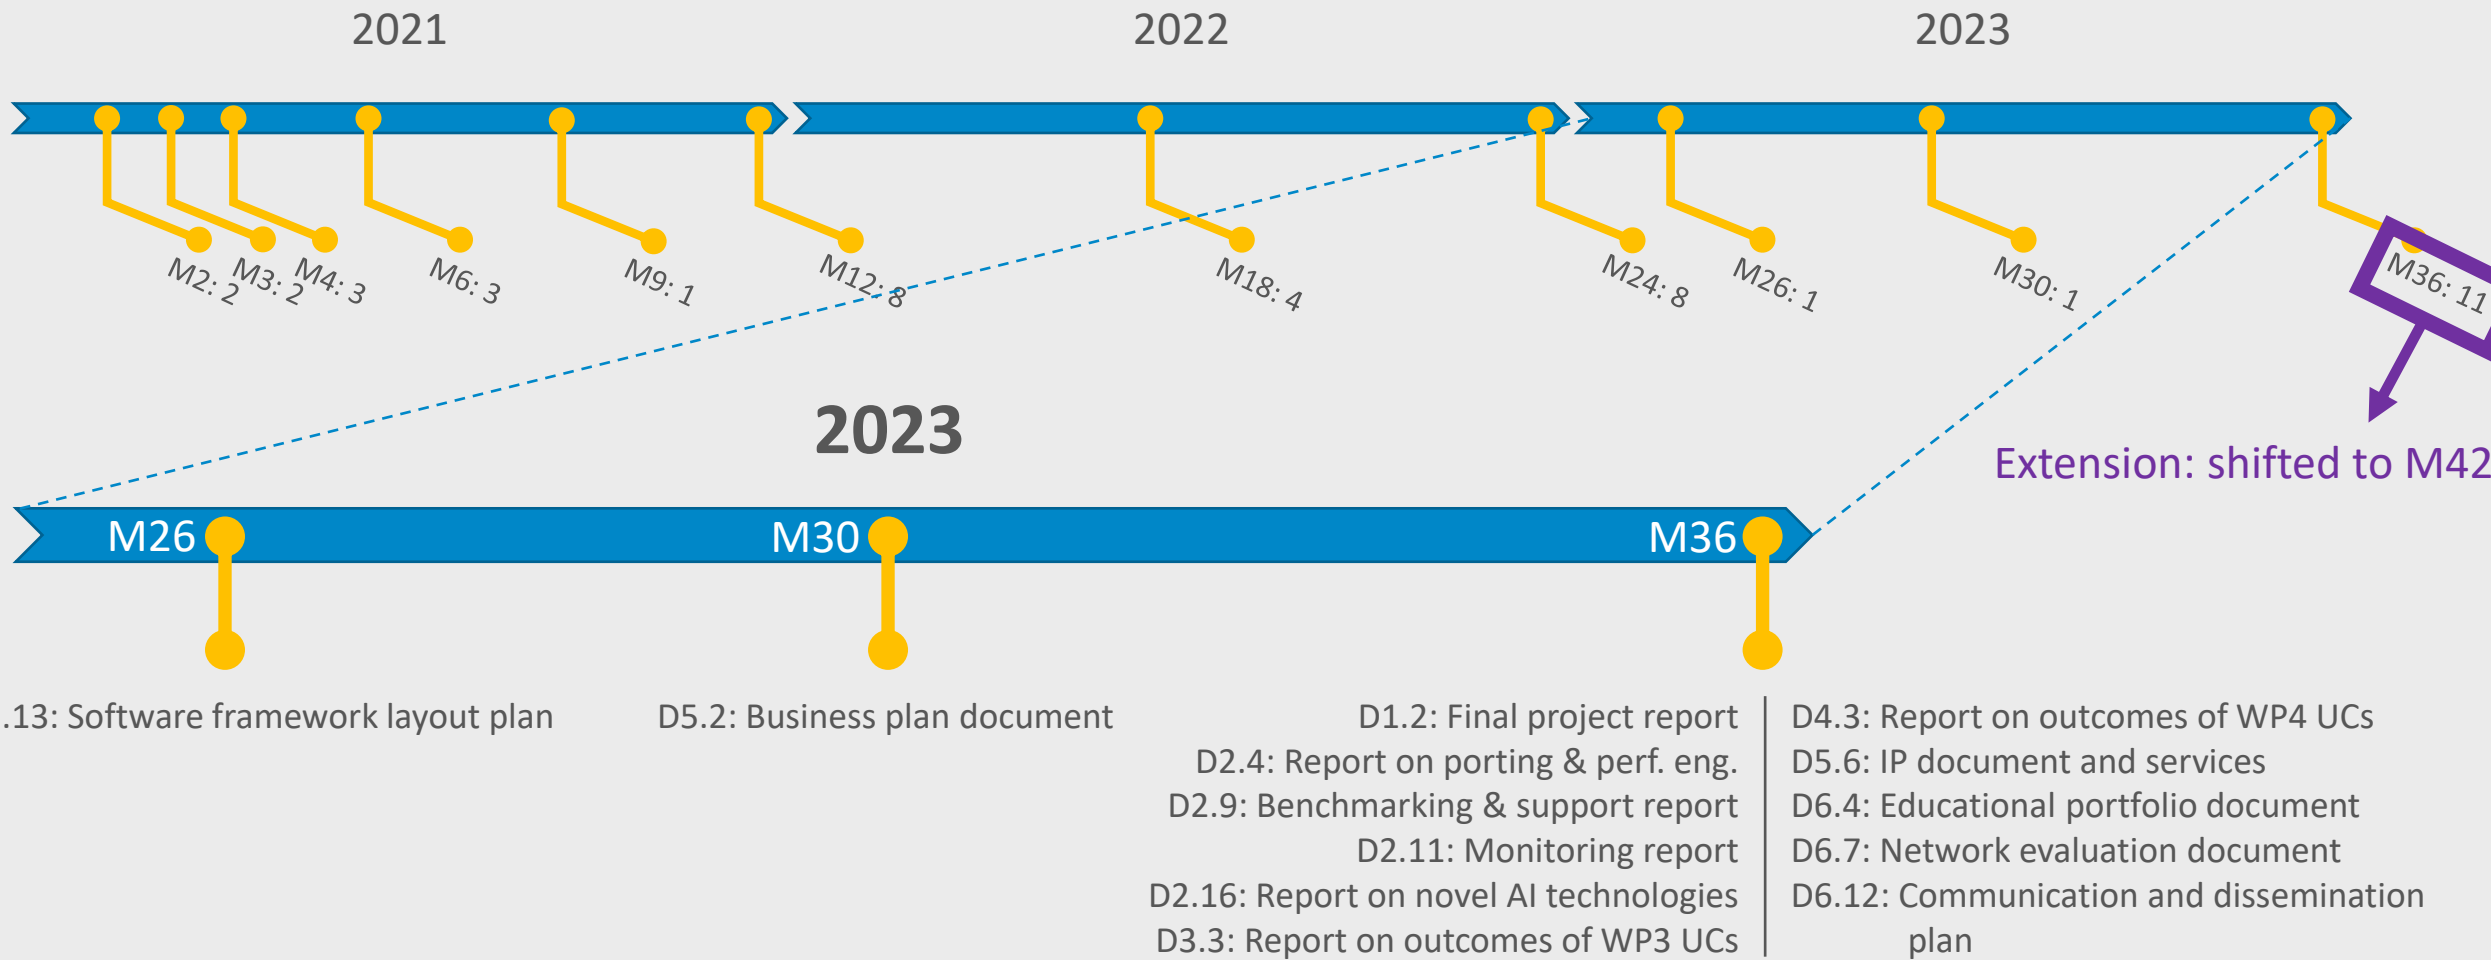 2021
2022
2023
M2: 2
M3: 2
M4: 3
M6: 3
M9: 1
M12: 8
M18: 4
M24: 8
M26: 1
M30: 1
M36: 11
2023
Extension: shifted to M42
M26
M30
M36
.13: Software framework layout plan
D5.2: Business plan document
D1.2: Final project report
D2.4: Report on porting & perf. eng.
D2.9: Benchmarking & support report
D2.11: Monitoring report
D2.16: Report on novel AI technologies
D3.3: Report on outcomes of WP3 UCs
D4.3: Report on outcomes of WP4 UCs
D5.6: IP document and services
D6.4: Educational portfolio document
D6.7: Network evaluation document
D6.12: Communication and dissemination
plan